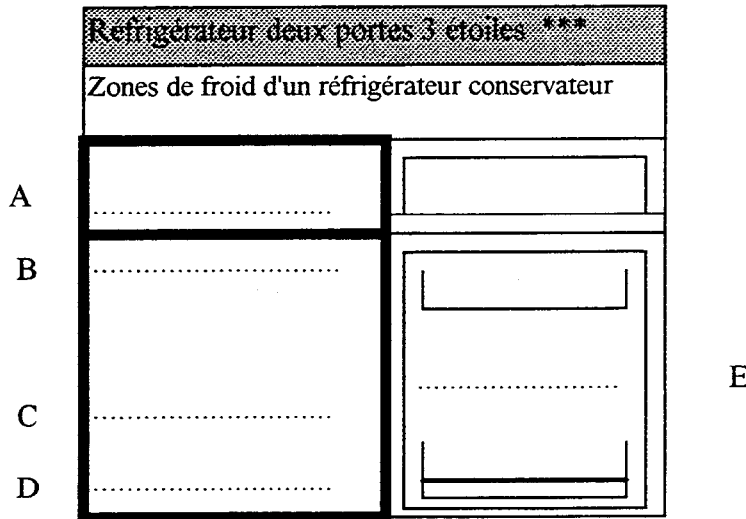 Réfrigérateur deux portes 3 étoiles ***
Zones de froid d'un réfrigérateur conservateur
A
B
E
C
D